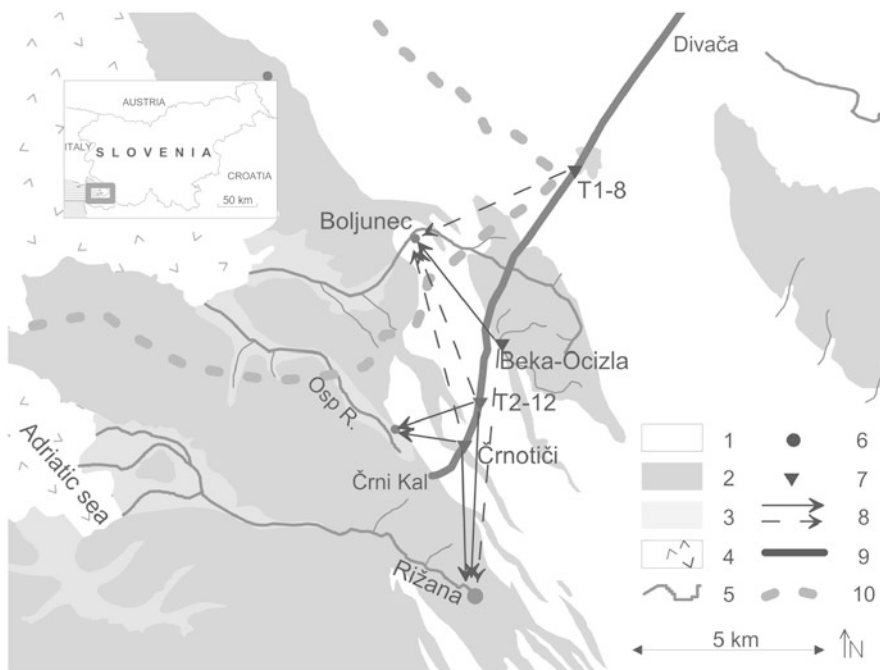 Divača
AUSTRIA
ITALY
SLOVENIA
CROATIA
50 km
T1-8
Boljunec
Beka-Ocizla
T2-12
Osp R.
Črnotiči
Črni Kal
Adriatic sea
Rižana
1 6
2 7
3 8
4 9
5 10
5 km
N